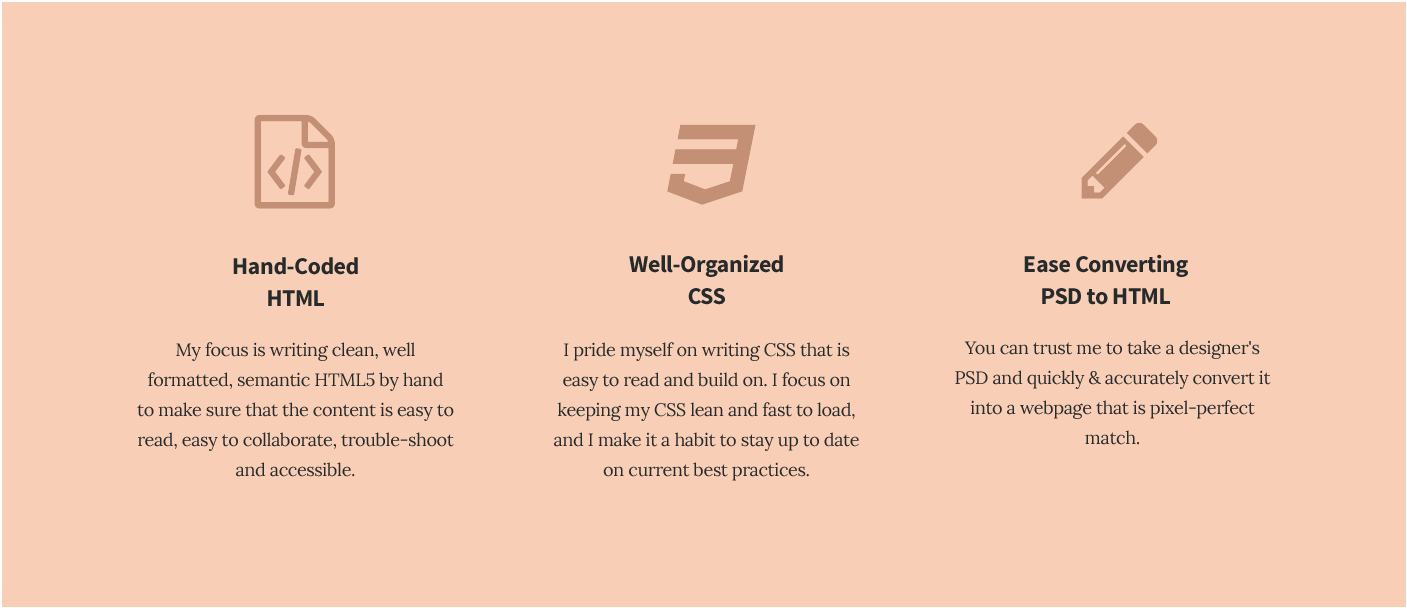 Hand-Coded
HTML
My focus is writing clean, well
formatted, semantic HTML5 by hand
to make sure that the content is easy to
read, easy to collaborate, trouble-shoot
and accessible.
Well-Organized
CSS
I pride myself on writing CSS that is
easy to read and build on. I focus on
keeping my CSS lean and fast to load,
and I make it a habit to stay up to date
on current best practices.
Ease Converting
PSD to HTML
You can trust me to take a designer's
PSD and quickly & accurately convert it
into a webpage that is pixel-perfect
match.